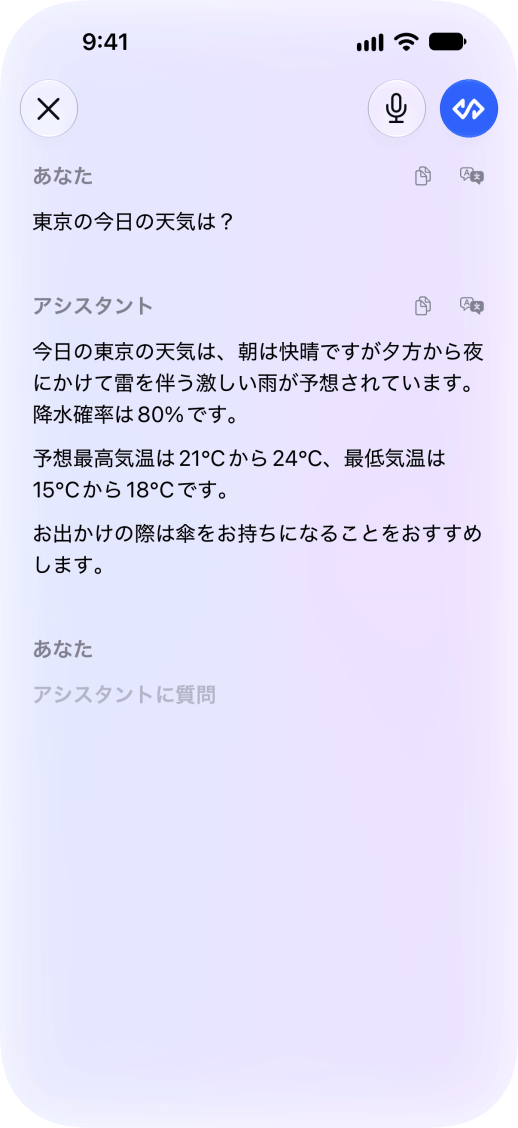 9:41
あなた
東京の今日の天気は？
アシスタント
今日の東京の天気は、朝は快晴ですが夕方から夜
にかけて雷を伴う激しい雨が予想されています。
降水確率は80%です。
予想最高気温は21°Cから24°C、最低気温は
15°Cから18°Cです。
お出かけの際は傘をお持ちになることをおすすめ
します。
あなた
アシスタントに質問